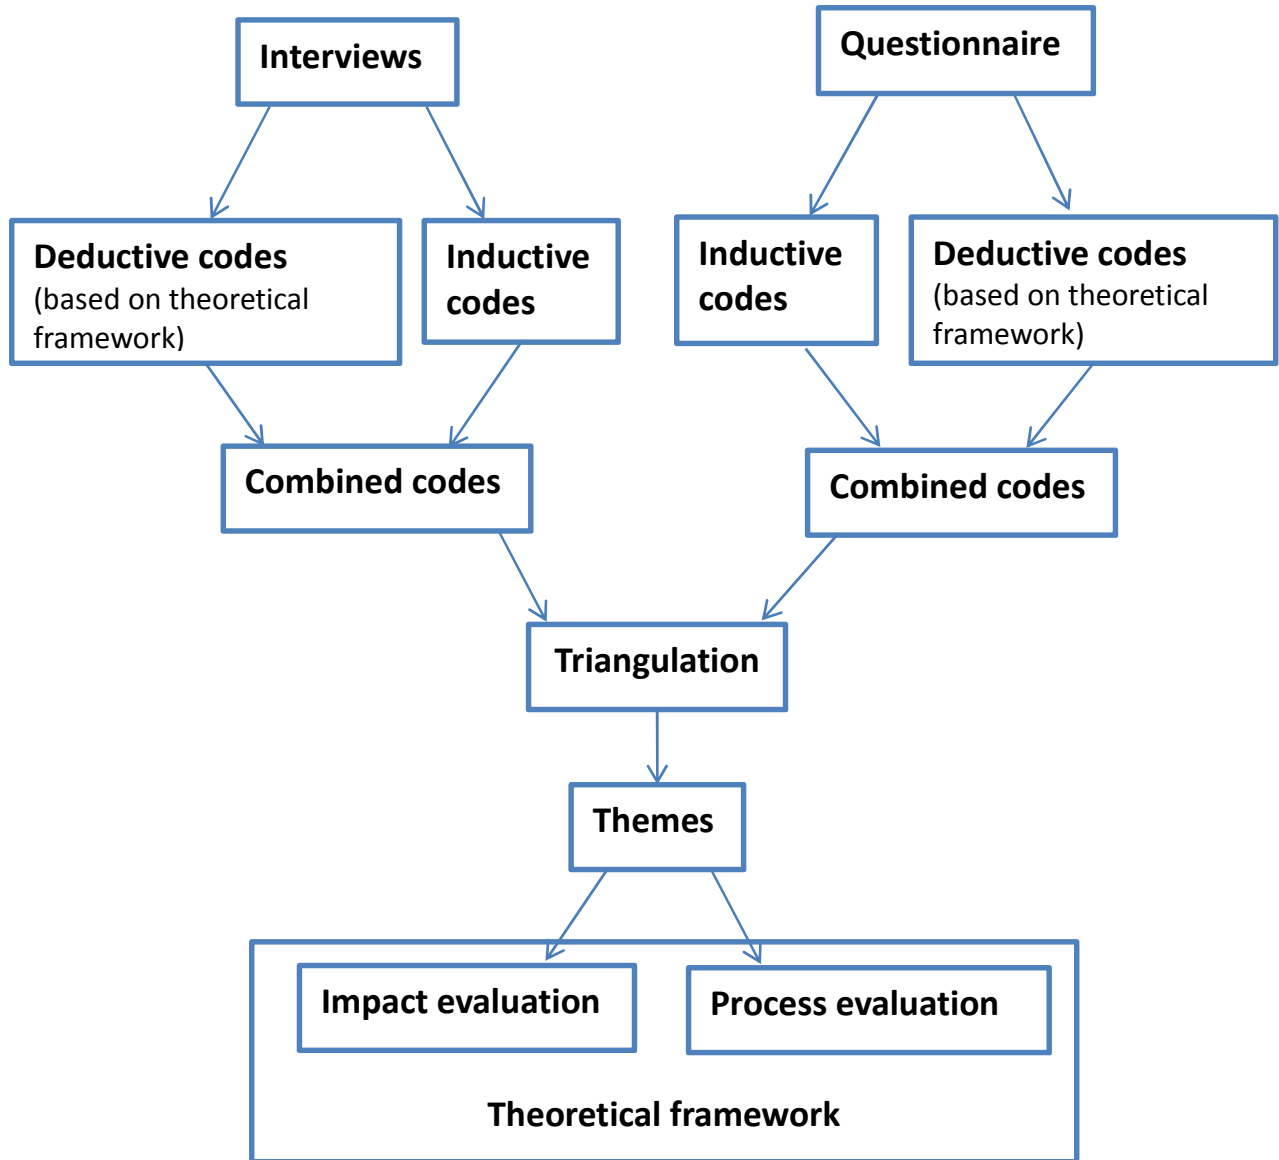 Interviews
Questionnaire
Deductive codes
(based on theoretical
framework)
Inductive
codes
Inductive
codes
Deductive codes
(based on theoretical
framework)
Combined codes
Combined codes
Triangulation
Themes
Impact evaluation
Process evaluation
Theoretical framework